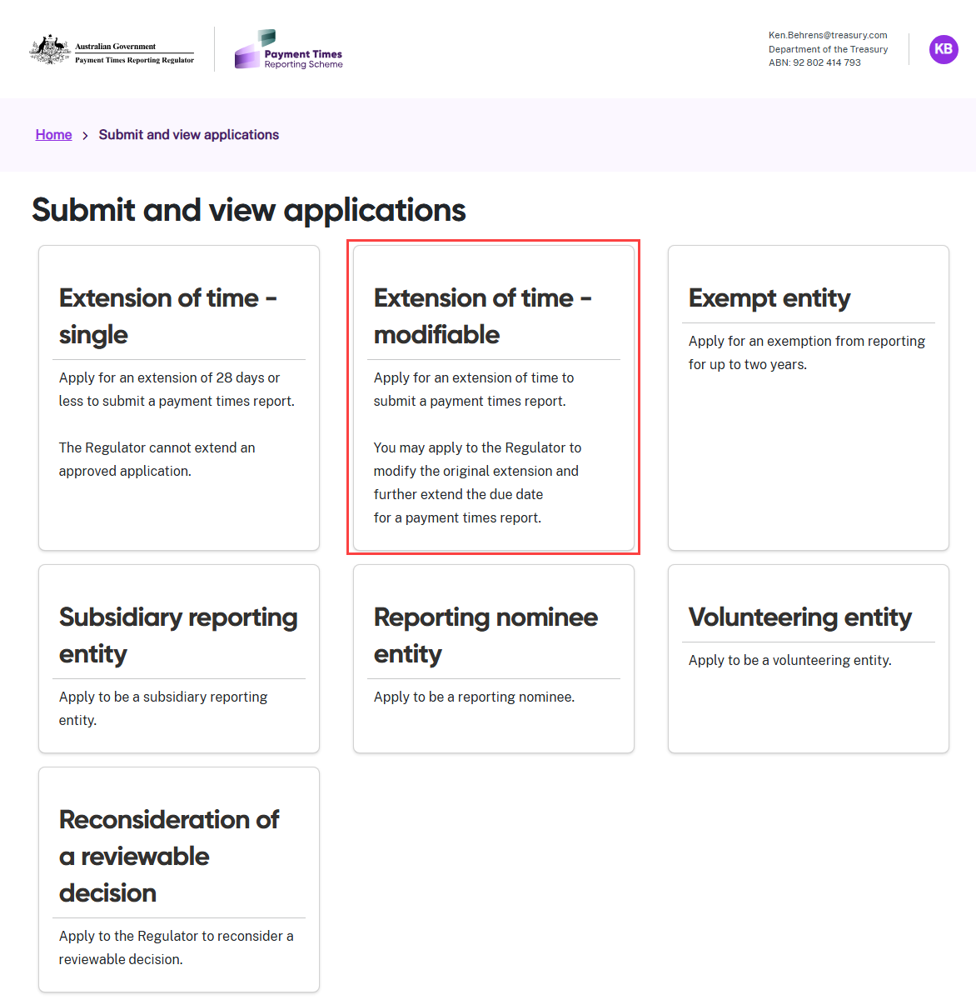 Australian Government
Payment Times Reporting Regulator
Payment Times
Reporting Scheme
Ken.Behrens@treasury.com
Department of the Treasury
ABN: 92 802 414 793
KB
Home > Submit and view applications
Submit and view applications
Extension of time -
single
Apply for an extension of 28 days or
less to submit a payment times report.
The Regulator cannot extend an
approved application.
Extension of time -
modifiable
Apply for an extension of time to
submit a payment times report.
You may apply to the Regulator to
modify the original extension and
further extend the due date
for a payment times report.
Exempt entity
Apply for an exemption from reporting
for up to two years.
Subsidiary reporting
entity
Apply to be a subsidiary reporting
entity.
Reporting nominee
entity
Apply to be a reporting nominee.
Volunteering entity
Apply to be a volunteering entity.
Reconsideration of
a reviewable
decision
Apply to the Regulator to reconsider a
reviewable decision.